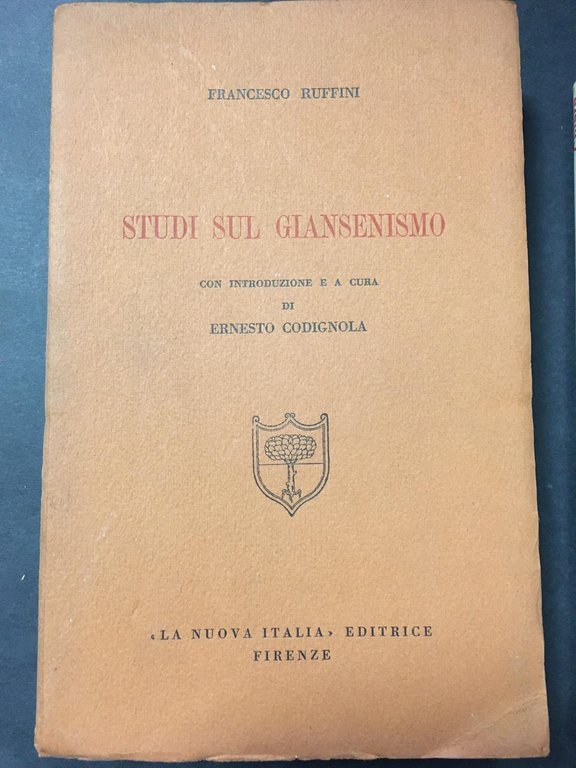 FRANCESCO RUFFINI
STUDI SUL GIANSENISMO
CON INTRODUZIONE E A CURA
DI
ERNESTO CODIGNOLA
«LA NUOVA ITALIA» EDITRICE
FIRENZE